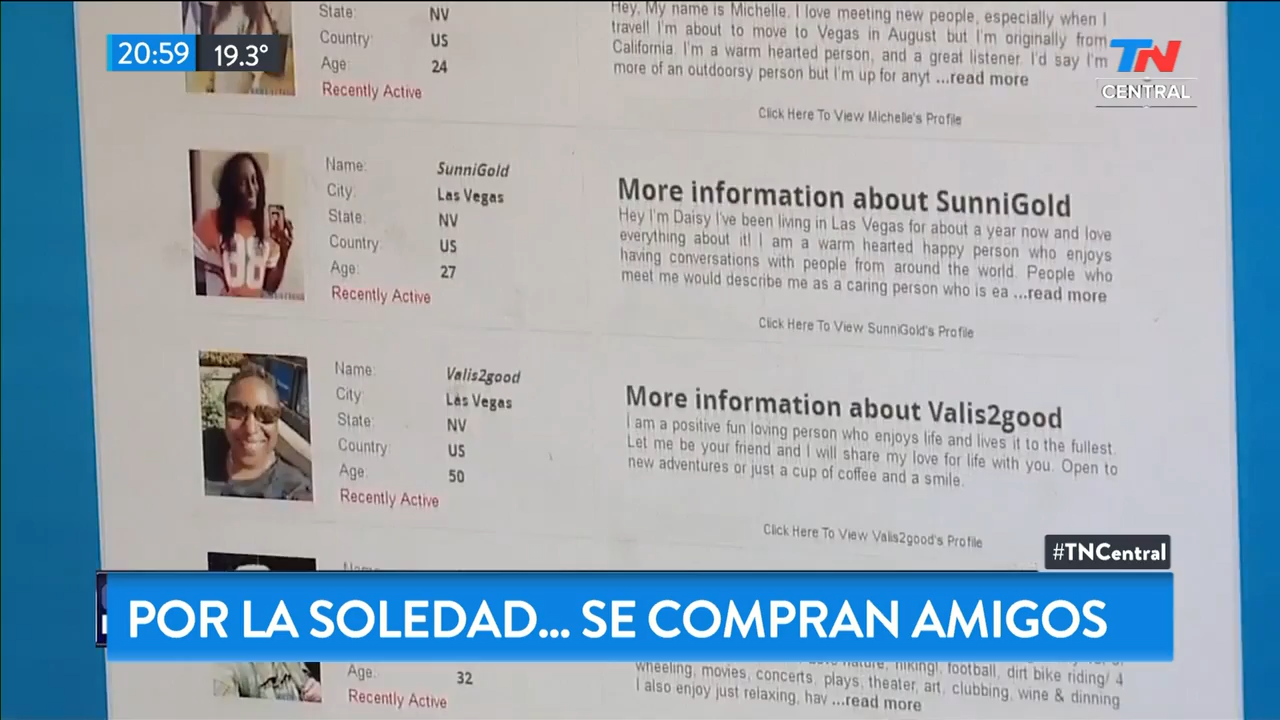 20:59 19.3°
TN
CENTRAL
State: NV
Country: US
Age: 24
Recently Active
Hey, My name is Michelle, I love meeting new people, especially when I
travel! I'm about to move to Vegas in August but I'm originally from
California. I'm a warm hearted person, and a great listener. I'd say I'm
more of an outdoorsy person but I'm up for anyt ...read more
Click Here To View Michelle's Profile
Name: SunniGold
City: Las Vegas
State: NV
Country: US
Age: 27
Recently Active
More information about SunniGold
Hey I'm Daisy I've been living in Las Vegas for about a year now and love
everything about it! I am a warm hearted happy person who enjoys
having conversations with people from around the world. People who
meet me would describe me as a caring person who is ea ...read more
Click Here To View SunniGold's Profile
Name: Valis2good
City: Las Vegas
State: NV
Country: US
Age: 50
Recently Active
More information about Valis2good
I am a positive fun loving person who enjoys life and lives it to the fullest.
Let me be your friend and I will share my love for life with you. Open to
new adventures or just a cup of coffee and a smile.
Click Here To View Valis2good's Profile
#TNCentral
POR LA SOLEDAD... SE COMPRAN AMIGOS
Age: 32
Recently Active
nature, hiking!, football, dirt bike riding/ 4
wheeling, movies, concerts, plays, theater, art, clubbing, wine & dinning
I also enjoy just relaxing, hav ...read more